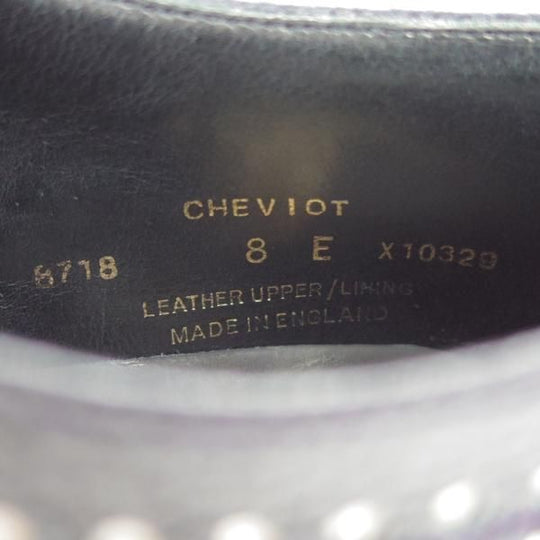 CHEVIOT
8718 8 E X10329
LEATHER UPPER/LINING
MADE IN ENGLAND